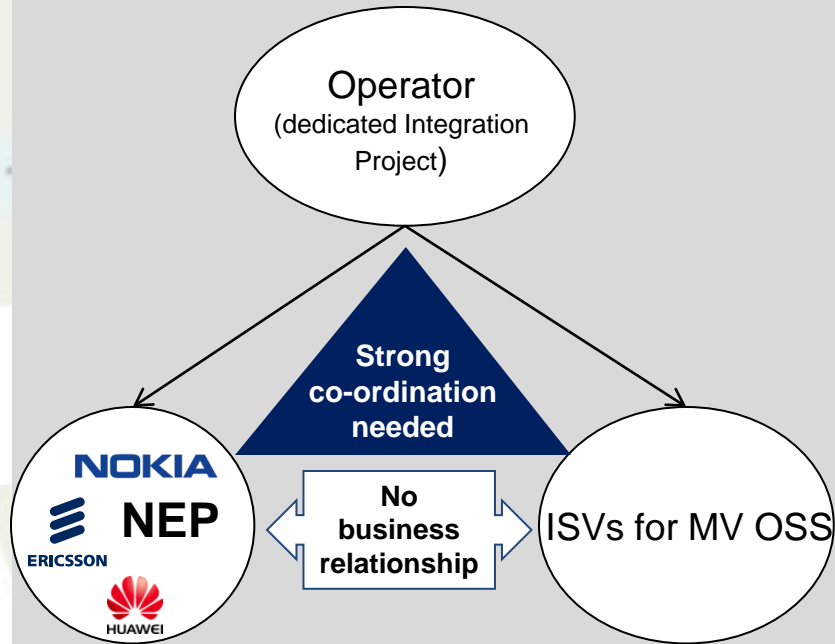 Operator
(dedicated Integration
Project)
Strong
co-ordination
needed
NOKIA
NEP
ERICSSON
HUAWEI
No
business
relationship
ISVs for MV OSS